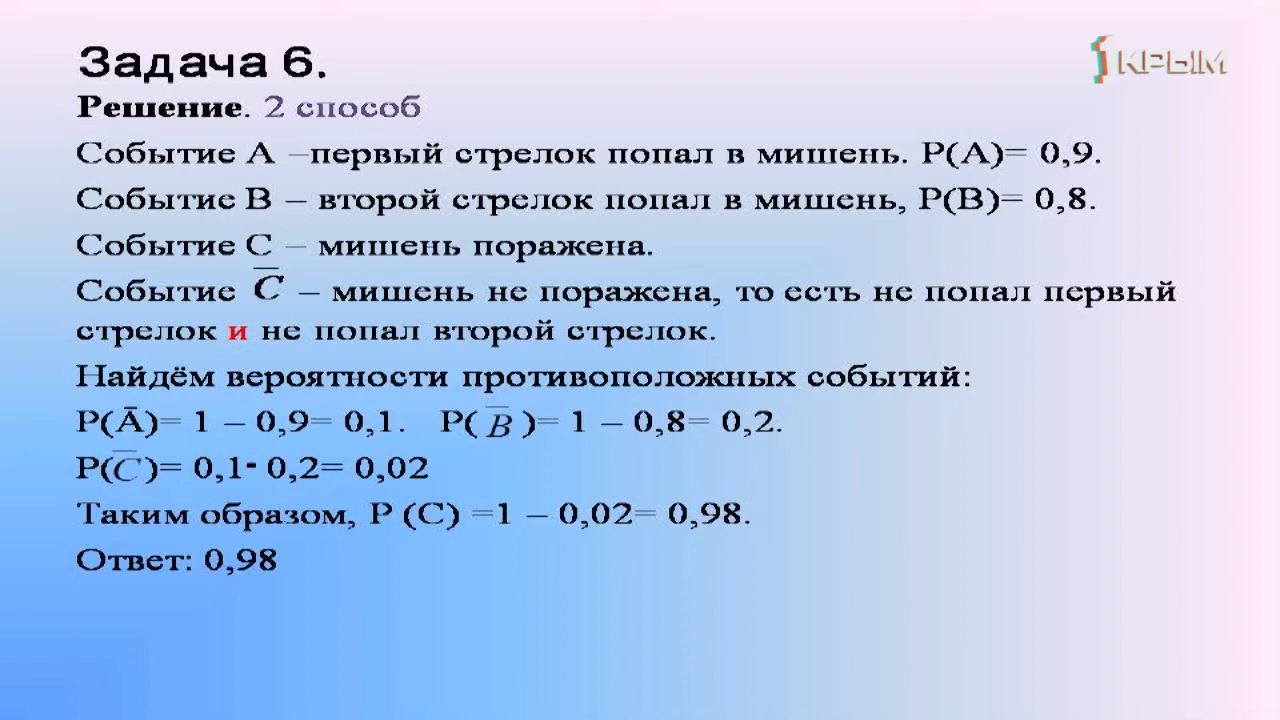 Задача 6.
КРЫМ
Решение. 2 способ
Событие А –первый стрелок попал в мишень. Р(А)= 0,9.
Событие В – второй стрелок попал в мишень, Р(В)= 0,8.
Событие С – мишень поражена.
Событие C̅ – мишень не поражена, то есть не попал первый
стрелок и не попал второй стрелок.
Найдём вероятности противоположных событий:
Р(Ā)= 1 – 0,9= 0,1. Р( B̅ )= 1 – 0,8= 0,2.
Р(C̅)= 0,1· 0,2= 0,02
Таким образом, Р (С) =1 – 0,02= 0,98.
Ответ: 0,98